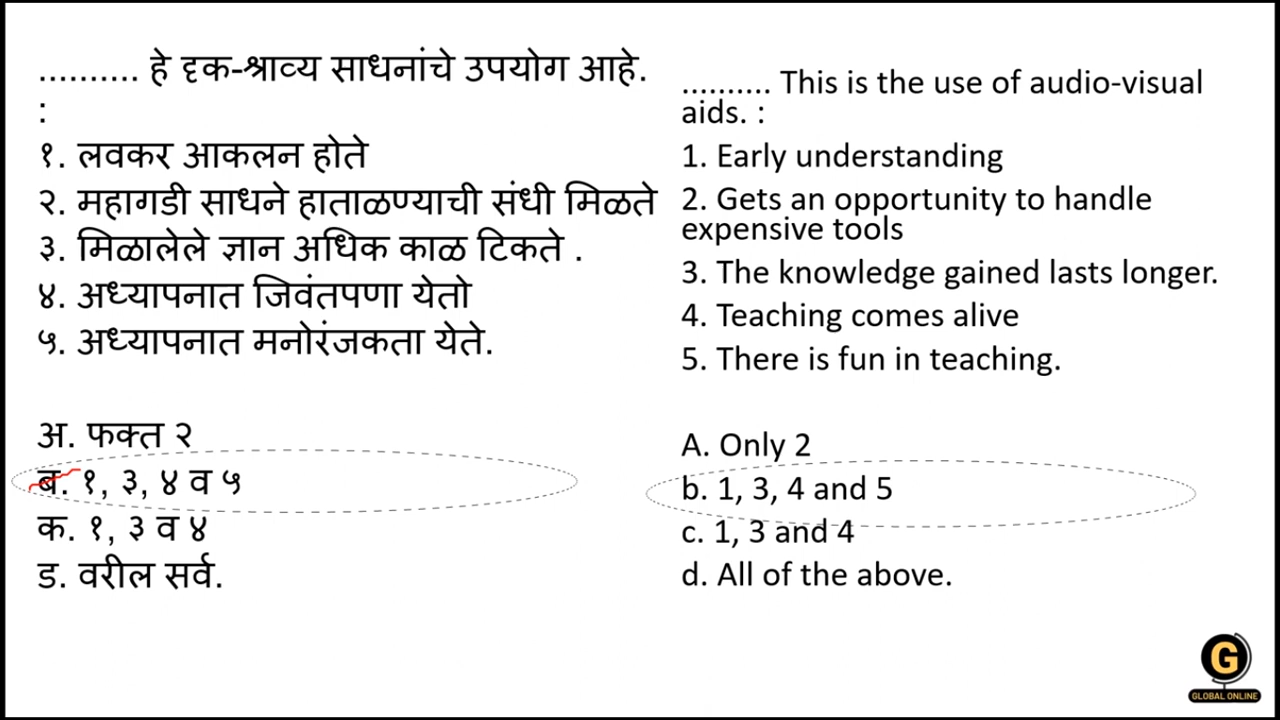 .......... हे दृक-श्राव्य साधनांचे उपयोग आहे.
:
१. लवकर आकलन होते
२. महागडी साधने हाताळण्याची संधी मिळते
३. मिळालेले ज्ञान अधिक काळ टिकते .
४. अध्यापनात जिवंतपणा येतो
५. अध्यापनात मनोरंजकता येते.
अ. फक्त २
ब. १, ३, ४ व ५
क. १, ३ व ४
ड. वरील सर्व.
.......... This is the use of audio-visual
aids. :
1. Early understanding
2. Gets an opportunity to handle
expensive tools
3. The knowledge gained lasts longer.
4. Teaching comes alive
5. There is fun in teaching.
A. Only 2
b. 1, 3, 4 and 5
c. 1, 3 and 4
d. All of the above.
G
GLOBAL ONLINE